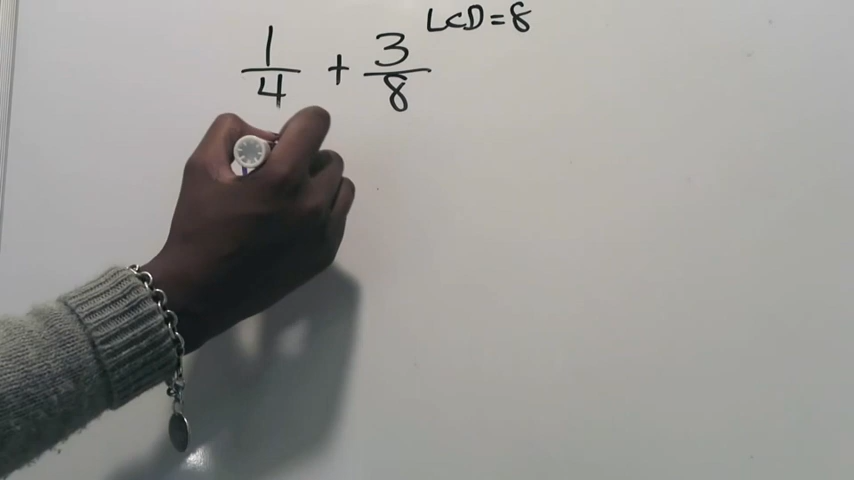 LCD = 8
1/4 + 3/8